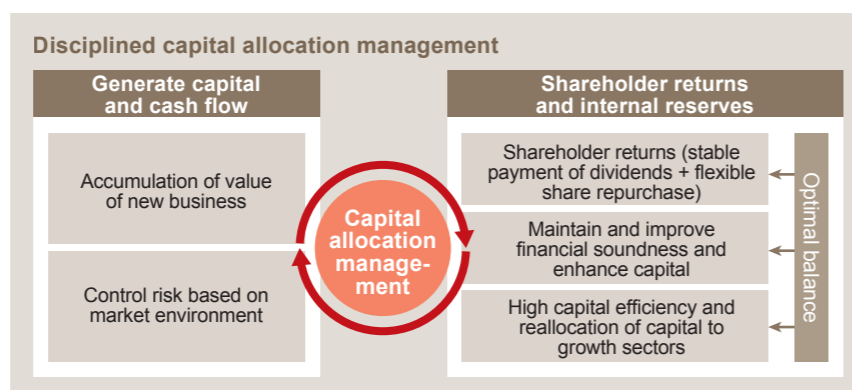 Disciplined capital allocation management
Generate capital
and cash flow
Accumulation of value
of new business
Control risk based on
market environment
Capital
allocation
manage-
ment
Shareholder returns
and internal reserves
Shareholder returns (stable
payment of dividends + flexible
share repurchase)
Maintain and improve
financial soundness and
enhance capital
High capital efficiency and
reallocation of capital to
growth sectors
Optimal balance